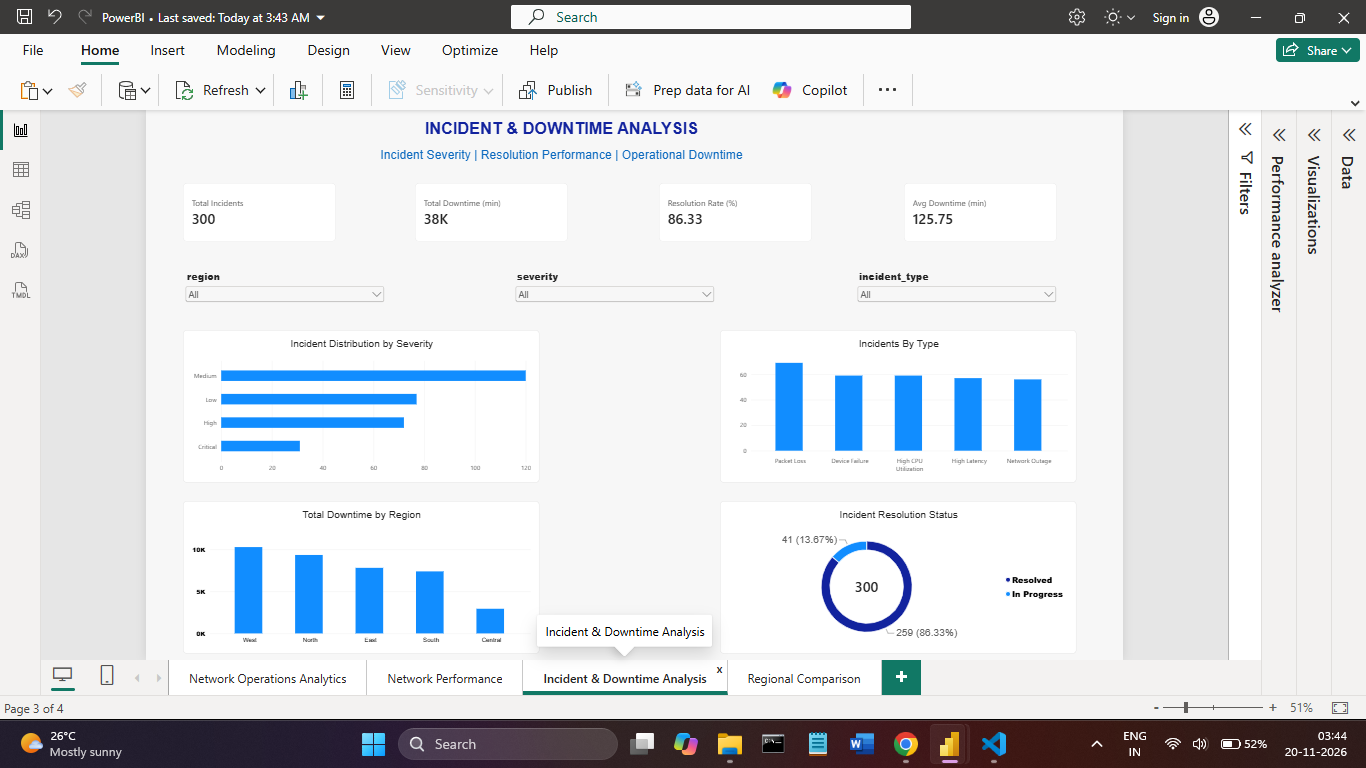 PowerBI • Last saved: Today at 3:43 AM
Search
Sign in
File Home Insert Modeling Design View Optimize Help
Share
Refresh
Sensitivity
Publish
Prep data for AI
Copilot
INCIDENT & DOWNTIME ANALYSIS
Incident Severity | Resolution Performance | Operational Downtime
Total Incidents
300
Total Downtime (min)
38K
Resolution Rate (%)
86.33
Avg Downtime (min)
125.75
region
All
severity
All
incident_type
All
Incident Distribution by Severity
Medium
Low
High
Critical
0 20 40 60 80 100 120
Incidents By Type
60
40
20
0
Packet Loss
Device Failure
High CPU
Utilization
High Latency
Network Outage
Total Downtime by Region
10K
5K
0K
West North East South Central
Incident Resolution Status
41 (13.67%)
300
259 (86.33%)
Resolved
In Progress
Incident & Downtime Analysis
Filters
Performance analyzer
Visualizations
Data
DAX
TMDL
Network Operations Analytics
Network Performance
Incident & Downtime Analysis
x
Regional Comparison
+
Page 3 of 4
- + 51%
26°C
Mostly sunny
Search
ENG
IN
52%
03:44
20-11-2026